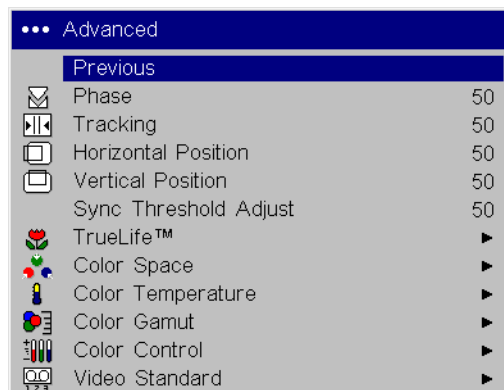 ••• Advanced
Previous
Phase 50
Tracking 50
Horizontal Position 50
Vertical Position 50
Sync Threshold Adjust 50
TrueLife™ ►
Color Space ►
Color Temperature ►
Color Gamut ►
Color Control ►
Video Standard ►